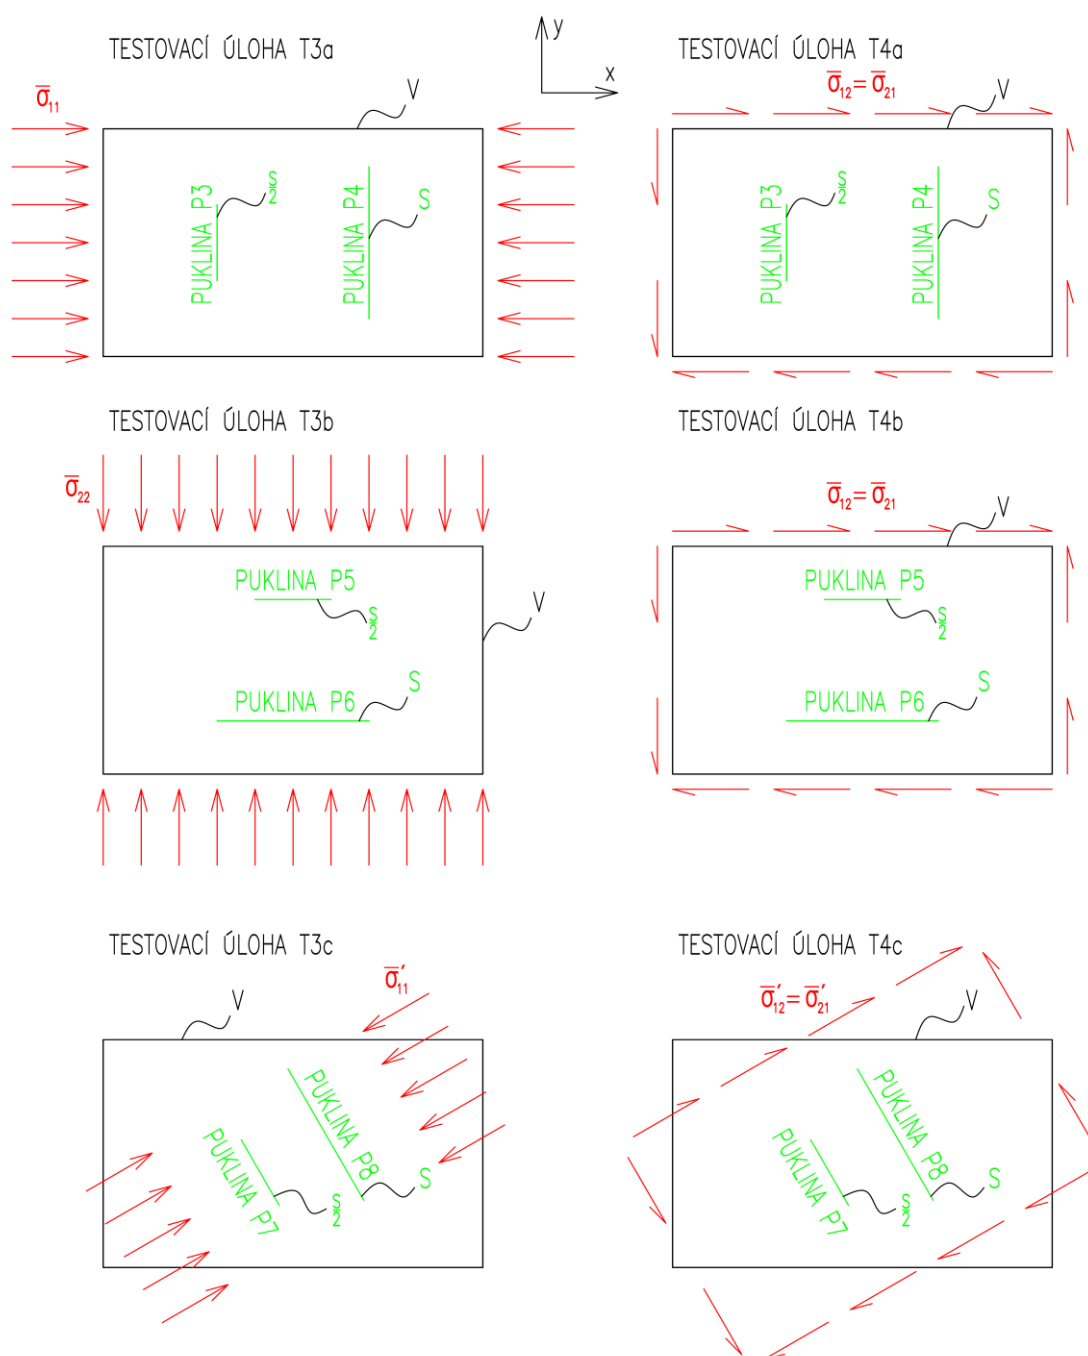 TESTOVACÍ ÚLOHA T3a
σ̅₁₁
V
PUKLINA P3
S/2
PUKLINA P4
S
y
x
TESTOVACÍ ÚLOHA T4a
σ̅₁₂=σ̅₂₁
V
PUKLINA P3
S/2
PUKLINA P4
S
TESTOVACÍ ÚLOHA T3b
σ̅₂₂
PUKLINA P5
S/2
V
PUKLINA P6
S
TESTOVACÍ ÚLOHA T4b
σ̅₁₂=σ̅₂₁
V
PUKLINA P5
S/2
PUKLINA P6
S
TESTOVACÍ ÚLOHA T3c
σ̅₁₁′
V
PUKLINA P7
S/2
PUKLINA P8
S
TESTOVACÍ ÚLOHA T4c
σ̅₁₂′=σ̅₂₁′
V
PUKLINA P7
S/2
PUKLINA P8
S